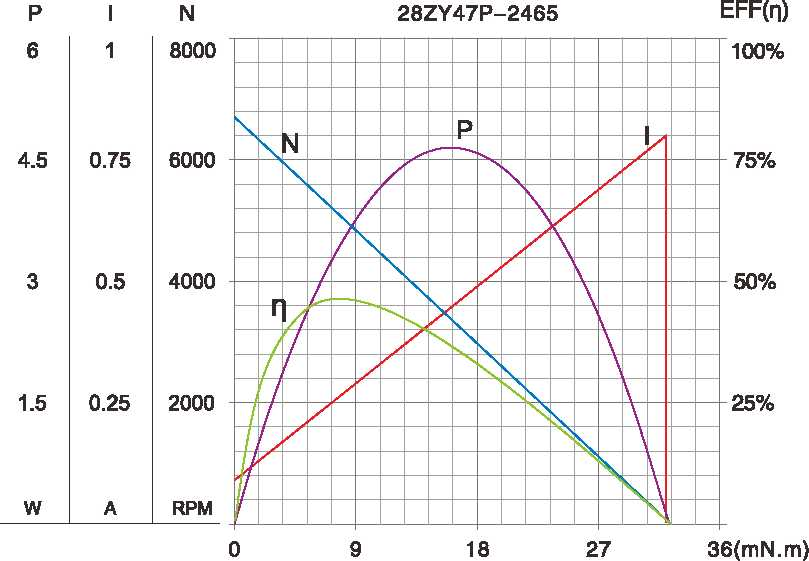 P I N 28ZY47P-2465 EFF(η)
6 1 8000 100%
N P I
4.5 0.75 6000 75%
3 0.5 4000 50%
η
1.5 0.25 2000 25%
W A RPM
0 9 18 27 36(mN.m)